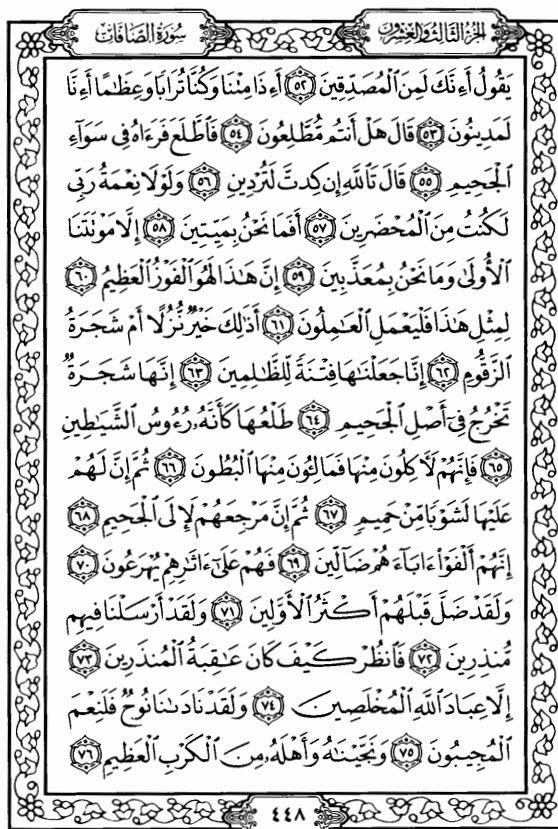 الجزء الثالث والعشرون
سورة الصافات
يَقُولُ أَءِنَّكَ لَمِنَ ٱلْمُصَدِّقِينَ ٥٢ أَءِذَا مِتْنَا وَكُنَّا تُرَابًا وَعِظَٰمًا أَءِنَّا
لَمَدِينُونَ ٥٣ قَالَ هَلْ أَنتُم مُّطَّلِعُونَ ٥٤ فَٱطَّلَعَ فَرَءَاهُ فِى سَوَآءِ
ٱلْجَحِيمِ ٥٥ قَالَ تَٱللَّهِ إِن كِدتَّ لَتُرْدِينِ ٥٦ وَلَوْلَا نِعْمَةُ رَبِّى
لَكُنتُ مِنَ ٱلْمُحْضَرِينَ ٥٧ أَفَمَا نَحْنُ بِمَيِّتِينَ ٥٨ إِلَّا مَوْتَتَنَا
ٱلْأُولَىٰ وَمَا نَحْنُ بِمُعَذَّبِينَ ٥٩ إِنَّ هَٰذَا لَهُوَ ٱلْفَوْزُ ٱلْعَظِيمُ ٦٠
لِمِثْلِ هَٰذَا فَلْيَعْمَلِ ٱلْعَٰمِلُونَ ٦١ أَذَٰلِكَ خَيْرٌ نُّزُلًا أَمْ شَجَرَةُ
ٱلزَّقُّومِ ٦٢ إِنَّا جَعَلْنَٰهَا فِتْنَةً لِّلظَّٰلِمِينَ ٦٣ إِنَّهَا شَجَرَةٌ
تَخْرُجُ فِىٓ أَصْلِ ٱلْجَحِيمِ ٦٤ طَلْعُهَا كَأَنَّهُۥ رُءُوسُ ٱلشَّيَٰطِينِ
٦٥ فَإِنَّهُمْ لَءَاكِلُونَ مِنْهَا فَمَالِـُٔونَ مِنْهَا ٱلْبُطُونَ ٦٦ ثُمَّ إِنَّ لَهُمْ
عَلَيْهَا لَشَوْبًا مِّنْ حَمِيمٍ ٦٧ ثُمَّ إِنَّ مَرْجِعَهُمْ لَإِلَى ٱلْجَحِيمِ ٦٨
إِنَّهُمْ أَلْفَوْا۟ ءَابَآءَهُمْ ضَآلِّينَ ٦٩ فَهُمْ عَلَىٰٓ ءَاثَٰرِهِمْ يُهْرَعُونَ ٧٠
وَلَقَدْ ضَلَّ قَبْلَهُمْ أَكْثَرُ ٱلْأَوَّلِينَ ٧١ وَلَقَدْ أَرْسَلْنَا فِيهِم
مُّنذِرِينَ ٧٢ فَٱنظُرْ كَيْفَ كَانَ عَٰقِبَةُ ٱلْمُنذَرِينَ ٧٣
إِلَّا عِبَادَ ٱللَّهِ ٱلْمُخْلَصِينَ ٧٤ وَلَقَدْ نَادَىٰنَا نُوحٌ فَلَنِعْمَ
ٱلْمُجِيبُونَ ٧٥ وَنَجَّيْنَٰهُ وَأَهْلَهُۥ مِنَ ٱلْكَرْبِ ٱلْعَظِيمِ ٧٦
٤٤٨